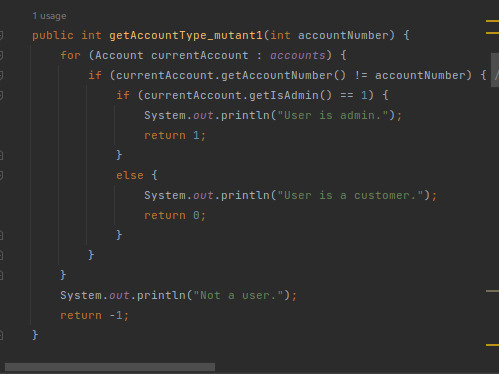 1 usage
public int getAccountType_mutant1(int accountNumber) {
for (Account currentAccount : accounts) {
if (currentAccount.getAccountNumber() != accountNumber) { /
if (currentAccount.getIsAdmin() == 1) {
System.out.println("User is admin.");
return 1;
}
else {
System.out.println("User is a customer.");
return 0;
}
}
}
System.out.println("Not a user.");
return -1;
}